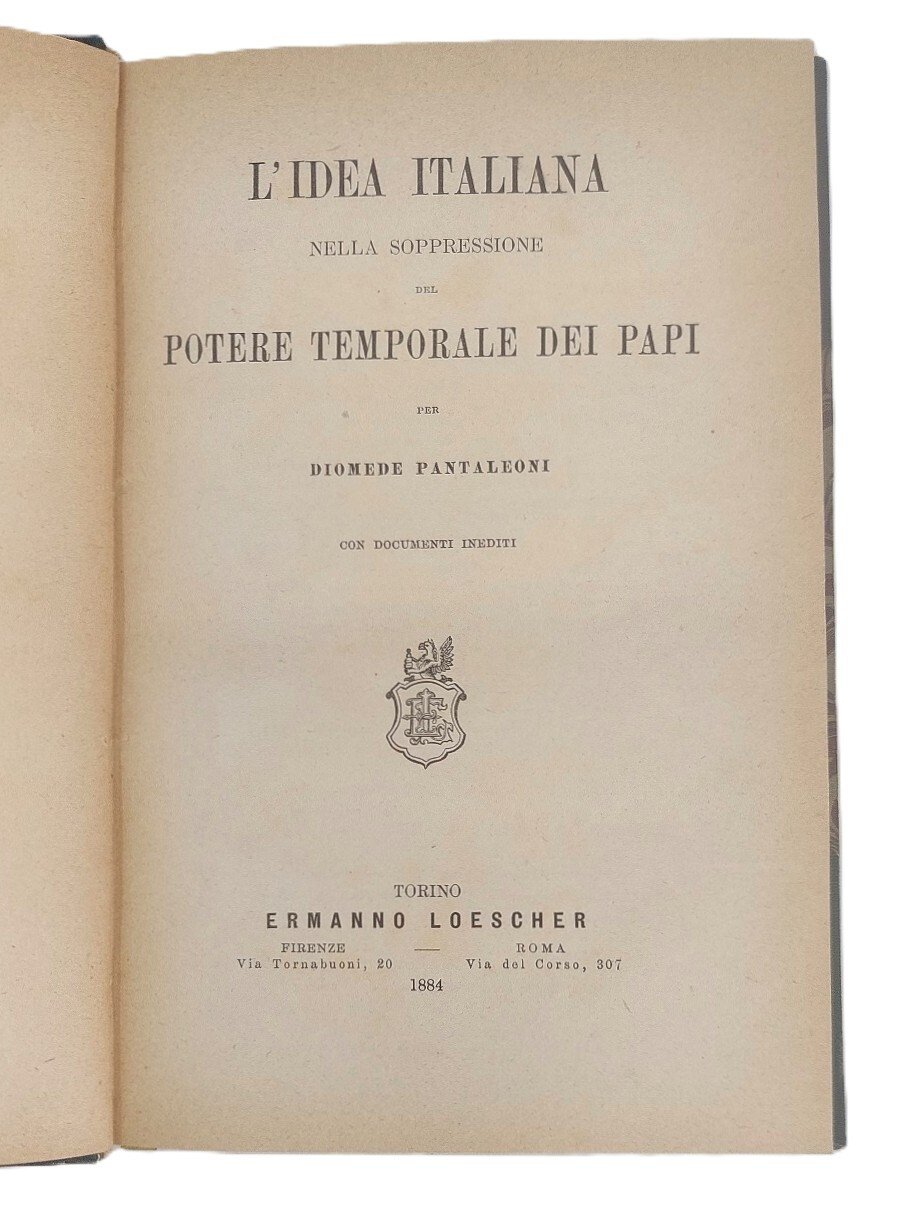 L'IDEA ITALIANA
NELLA SOPPRESSIONE
DEL
POTERE TEMPORALE DEI PAPI
PER
DIOMEDE PANTALEONI
CON DOCUMENTI INEDITI
EL
TORINO
ERMANNO LOESCHER
FIRENZE — ROMA
Via Tornabuoni, 20 Via del Corso, 307
1884